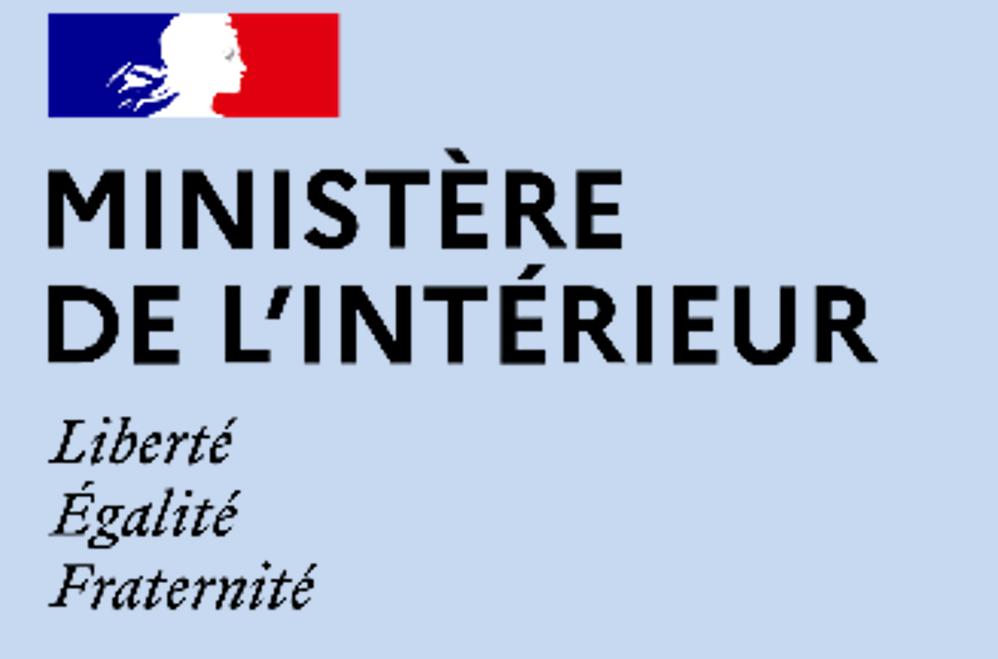 MINISTÈRE
DE L’INTÉRIEUR
Liberté
Égalité
Fraternité